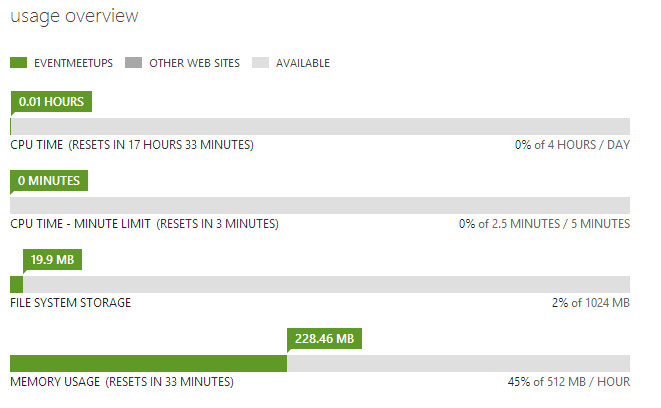 usage overview
EVENTMEETUPS OTHER WEB SITES AVAILABLE
0.01 HOURS
CPU TIME (RESETS IN 17 HOURS 33 MINUTES) 0% of 4 HOURS / DAY
0 MINUTES
CPU TIME - MINUTE LIMIT (RESETS IN 3 MINUTES) 0% of 2.5 MINUTES / 5 MINUTES
19.9 MB
FILE SYSTEM STORAGE 2% of 1024 MB
228.46 MB
MEMORY USAGE (RESETS IN 33 MINUTES) 45% of 512 MB / HOUR